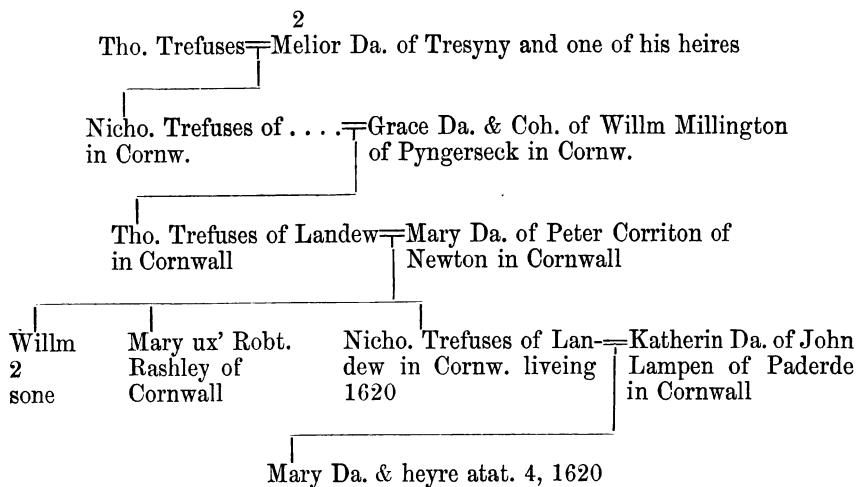 2
Tho. Trefuses Melior Da. of Tresyny and one of his heires
Nicho. Trefuses of . . . .
in Cornw.
Grace Da. & Coh. of Willm Millington
of Pyngerseck in Cornw.
Tho. Trefuses of Landew
in Cornwall
Mary Da. of Peter Corriton of
Newton in Cornwall
Willm
2
sone
Mary ux' Robt.
Rashley of
Cornwall
Nicho. Trefuses of Lan-
dew in Cornw. liveing
1620
Katherin Da. of John
Lampen of Paderde
in Cornwall
Mary Da. & heyre atat. 4, 1620